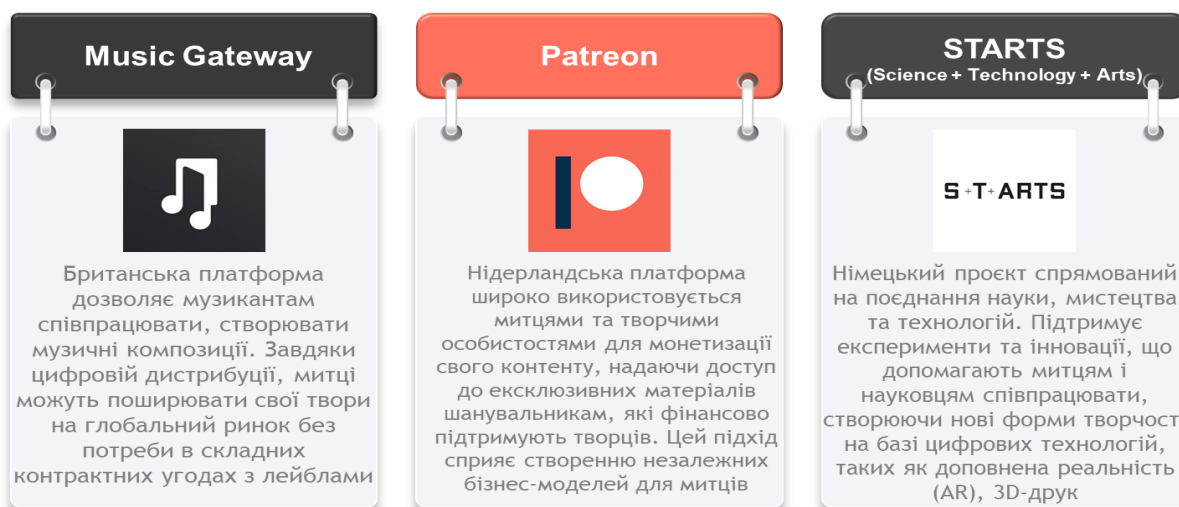 Music Gateway
Британська платформа
дозволяє музикантам
співпрацювати, створювати
музичні композиції. Завдяки
цифровій дистрибуції, митці
можуть поширювати свої твори
на глобальний ринок без
потреби в складних
контрактних угодах з лейблами
Patreon
Нідерландська платформа
широко використовується
митцями та творчими
особистостями для монетизації
свого контенту, надаючи доступ
до ексклюзивних матеріалів
шанувальникам, які фінансово
підтримують творців. Цей підхід
сприяє створенню незалежних
бізнес-моделей для митців
STARTS
(Science + Technology + Arts)
S+T+ARTS
Німецький проєкт спрямований
на поєднання науки, мистецтва
та технологій. Підтримує
експерименти та інновації, що
допомагають митцям і
науковцям співпрацювати,
створюючи нові форми творчост
на базі цифрових технологій,
таких як доповнена реальність
(AR), 3D-друк